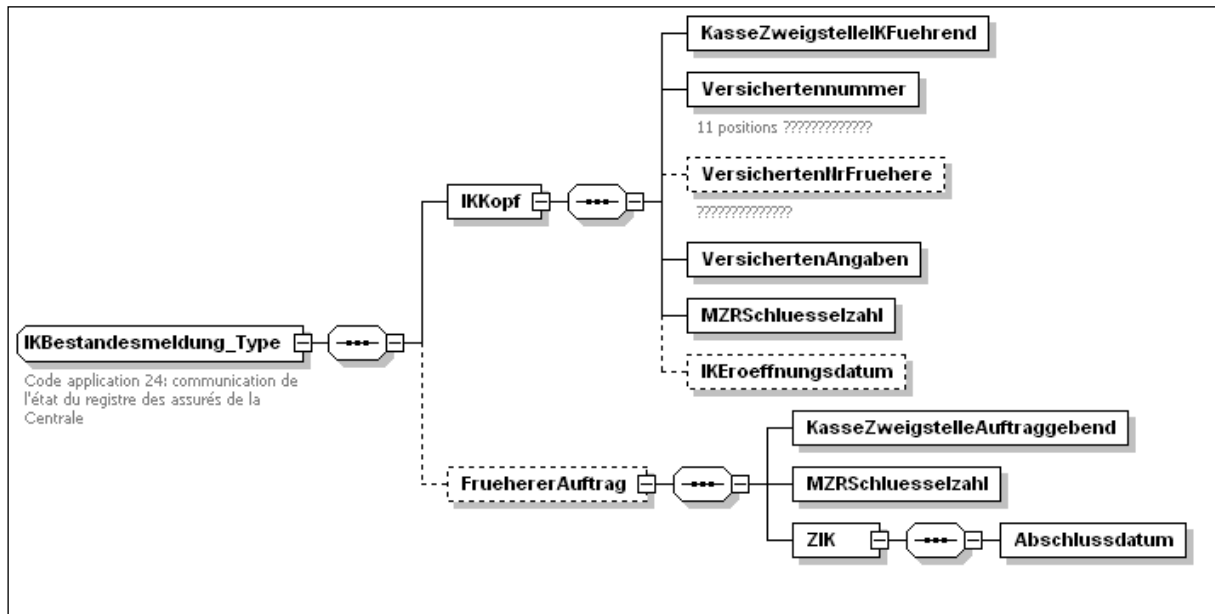 KasseZweigstelleIKFuehrend
Versichertennummer
11 positions ?????????????
VersichertenNrFruehere
??????????????
IKKopf
VersichertenAngaben
MZRSchluesselzahl
IKEroeffnungsdatum
IKBestandesmeldung_Type
Code application 24: communication de
l'état du registre des assurés de la
Centrale
KasseZweigstelleAuftraggebend
FruehererAuftrag
MZRSchluesselzahl
ZIK
Abschlussdatum